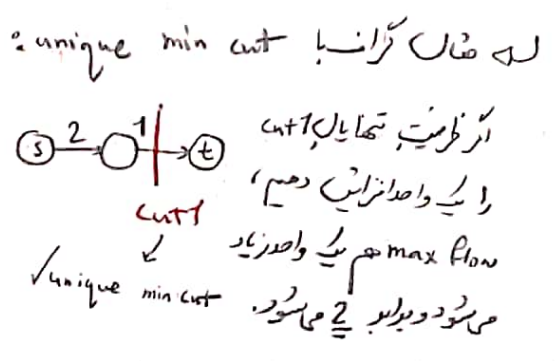 مثال گراف با unique min cut :
اگر ظرفیت تنها یال cut1
را یک واحد افزایش دهیم،
max flow هم یک واحد زیاد
می‌شود و برابر 2 می‌شود.
s 2 1 t
cut1
✓unique min cut